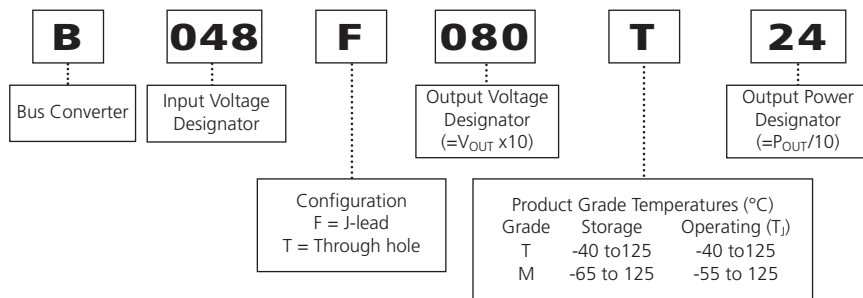 B 048 F 080 T 24
Bus Converter
Input Voltage
Designator
Output Voltage
Designator
(=VOUT x10)
Output Power
Designator
(=POUT/10)
Configuration
F = J-lead
T = Through hole
Product Grade Temperatures (°C)
Grade Storage Operating (TJ)
T -40 to125 -40 to125
M -65 to 125 -55 to 125